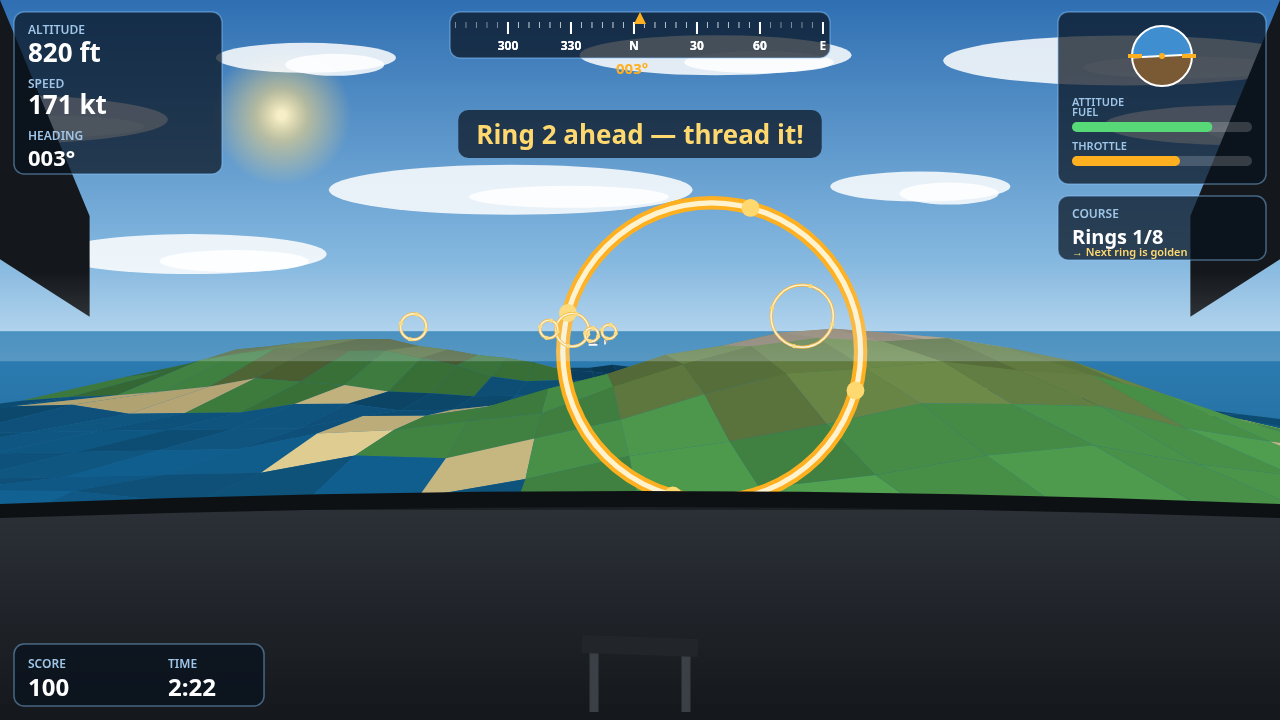 ALTITUDE
820 ft
SPEED
171 kt
HEADING
003°
300 330 N 30 60 E
003°
Ring 2 ahead — thread it!
ATTITUDE
FUEL
THROTTLE
COURSE
Rings 1/8
→ Next ring is golden
SCORE
100
TIME
2:22